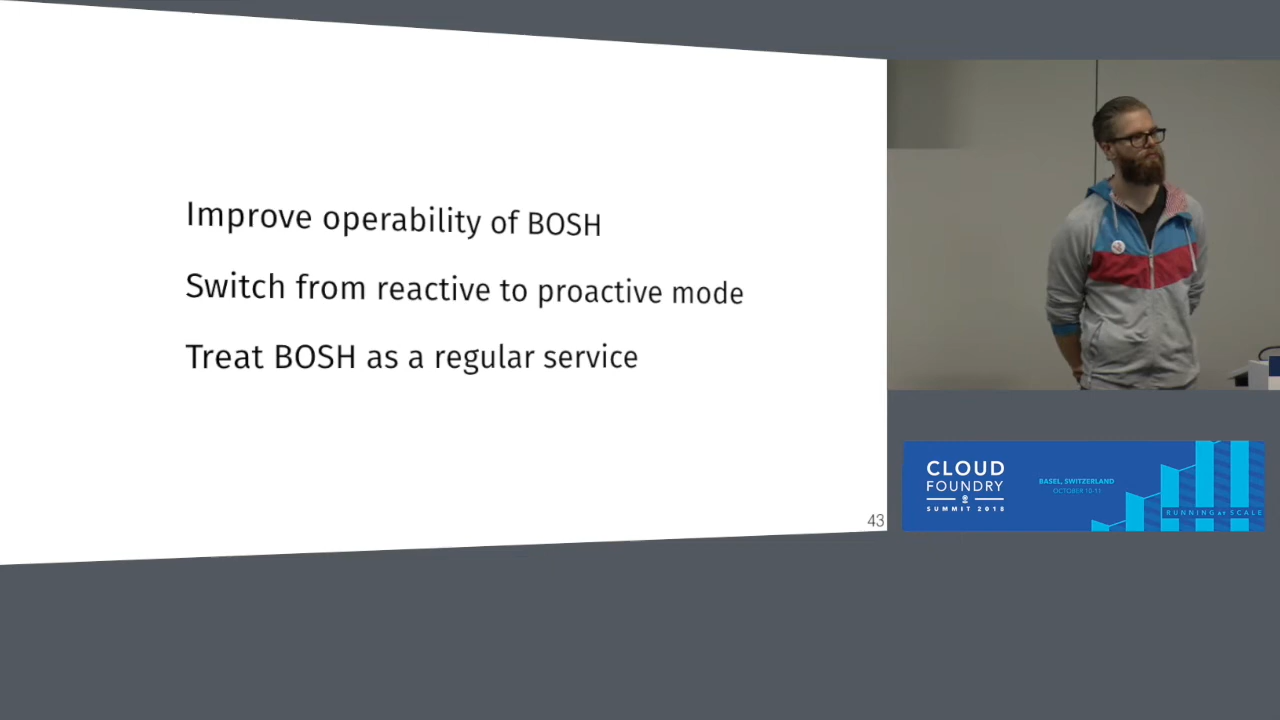 Improve operability of BOSH
Switch from reactive to proactive mode
Treat BOSH as a regular service
43
CLOUD
FOUNDRY
SUMMIT 2018
BASEL, SWITZERLAND
OCTOBER 10-11
RUNNING at SCALE